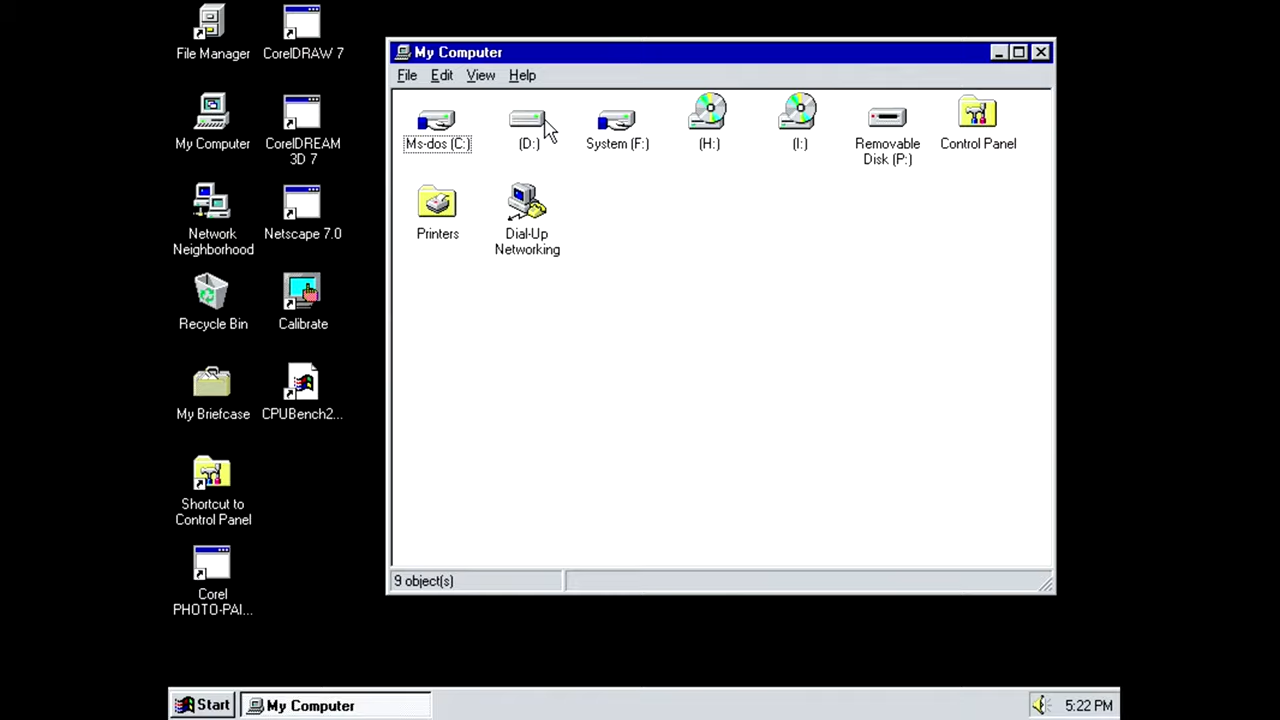 File Manager
CorelDRAW 7
My Computer
CorelDREAM
3D 7
Network
Neighborhood
Netscape 7.0
Recycle Bin
Calibrate
My Briefcase
CPUBench2...
Shortcut to
Control Panel
Corel
PHOTO-PAI...
My Computer
File Edit View Help
Ms-dos (C:)
(D:)
System (F:)
(H:)
(I:)
Removable
Disk (P:)
Control Panel
Printers
Dial-Up
Networking
9 object(s)
Start
My Computer
5:22 PM